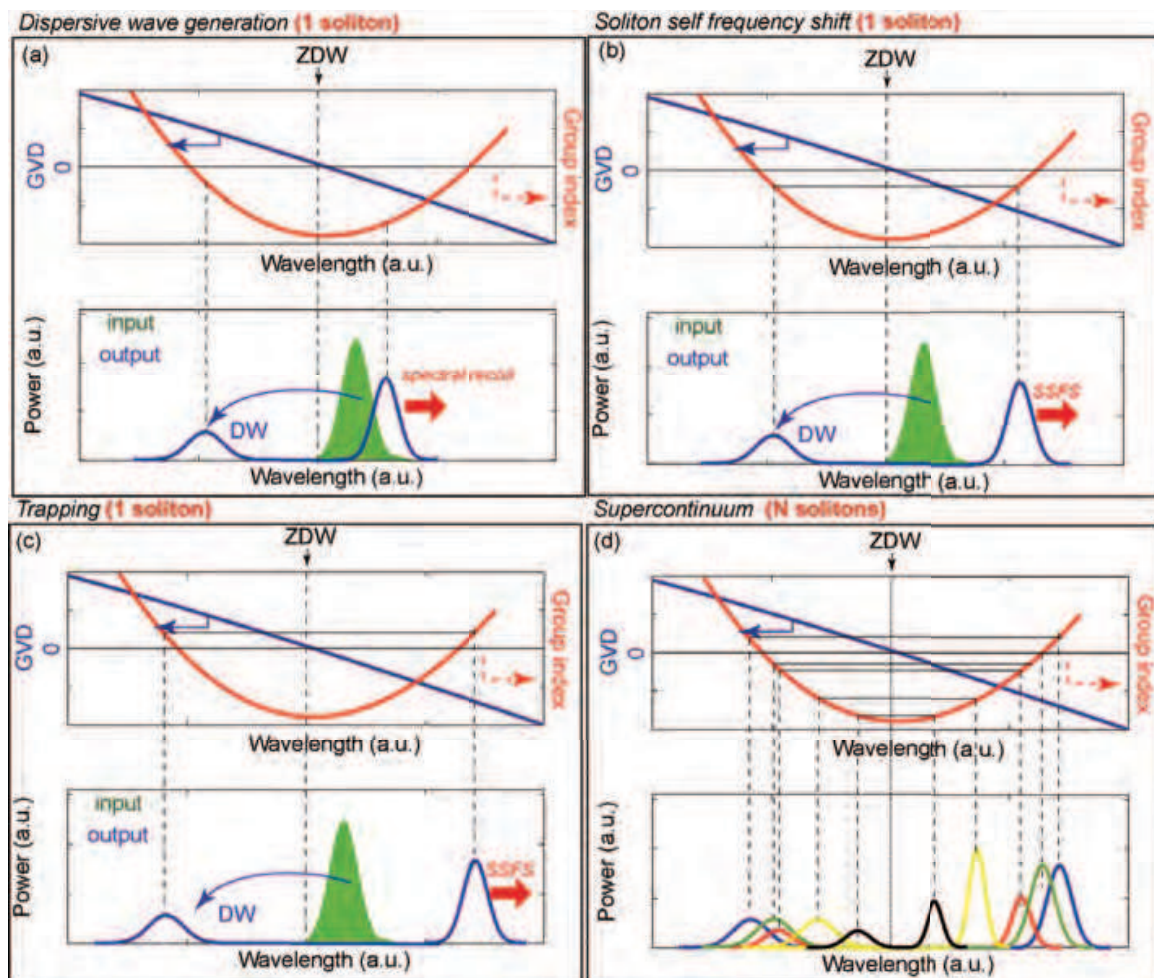 Dispersive wave generation (1 soliton)
(a)
ZDW
GVD
0
Group index
Wavelength (a.u.)
Power (a.u.)
input
output
DW
spectral recoil
Wavelength (a.u.)
Soliton self frequency shift (1 soliton)
(b)
ZDW
GVD
0
Group index
Wavelength (a.u.)
Power (a.u.)
input
output
DW
SSFS
Wavelength (a.u.)
Trapping (1 soliton)
(c)
ZDW
GVD
0
Group index
Wavelength (a.u.)
Power (a.u.)
input
output
DW
SSFS
Wavelength (a.u.)
Supercontinuum (N solitons)
(d)
ZDW
GVD
0
Group index
Wavelength (a.u.)
Power (a.u.)
Wavelength (a.u.)